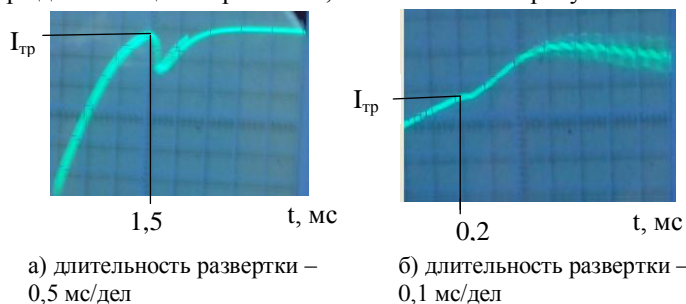 Iтр
1,5
t, мс
а) длительность развертки –
0,5 мс/дел
Iтр
0,2
t, мс
б) длительность развертки –
0,1 мс/дел